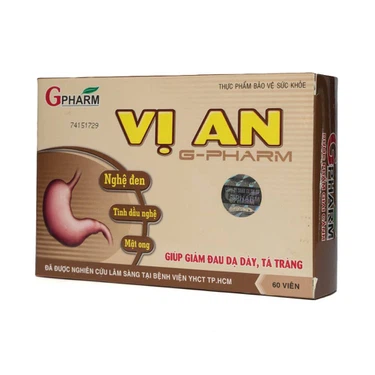 GPHARM
74151729
THỰC PHẨM BẢO VỆ SỨC KHỎE
VỊ AN
G-PHARM
Nghệ đen
Tinh dầu nghệ
Mật ong
GIÚP GIẢM ĐAU DẠ DÀY, TÁ TRÀNG
ĐÃ ĐƯỢC NGHIÊN CỨU LÂM SÀNG TẠI BỆNH VIỆN YHCT TP.HCM
60 VIÊN
GPHARM